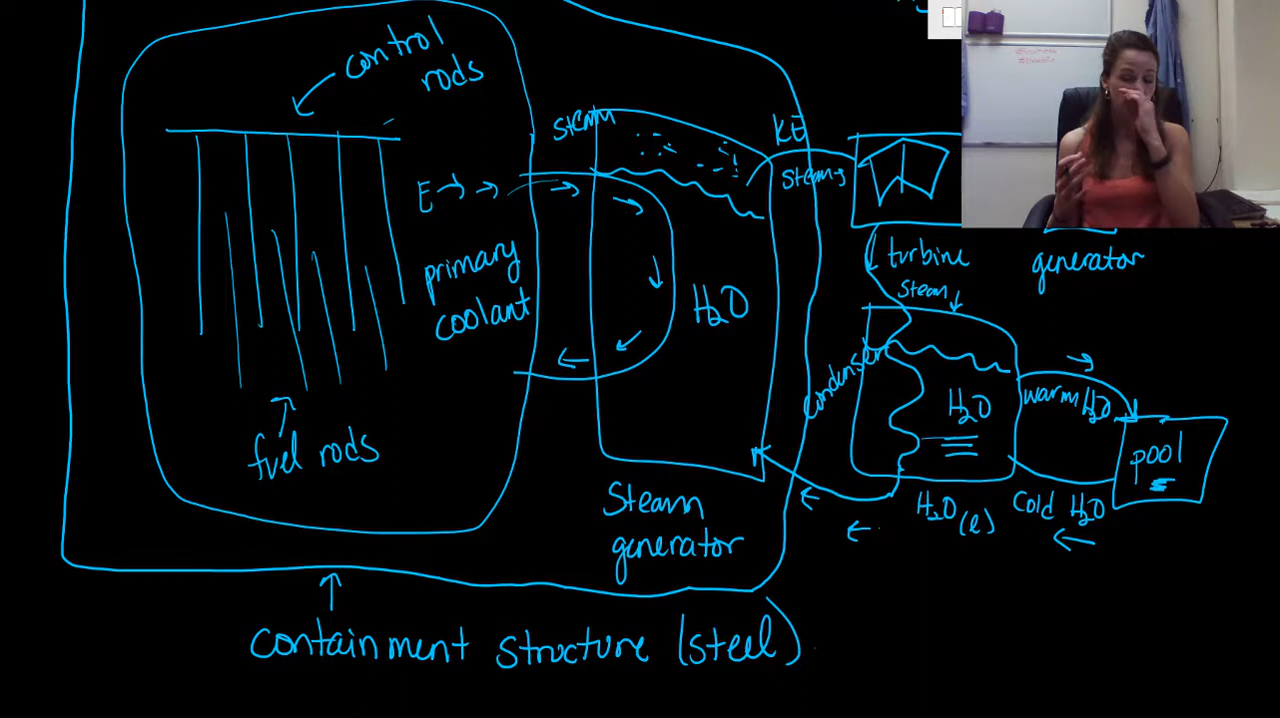 control
rods
steam
KE
steam→
E→→
primary
coolant
H₂O
turbine
generator
steam↓
condenser
H₂O
warm H₂O
pool
fuel rods
Steam
generator
H₂O(l)
Cold H₂O
containment structure (steel)